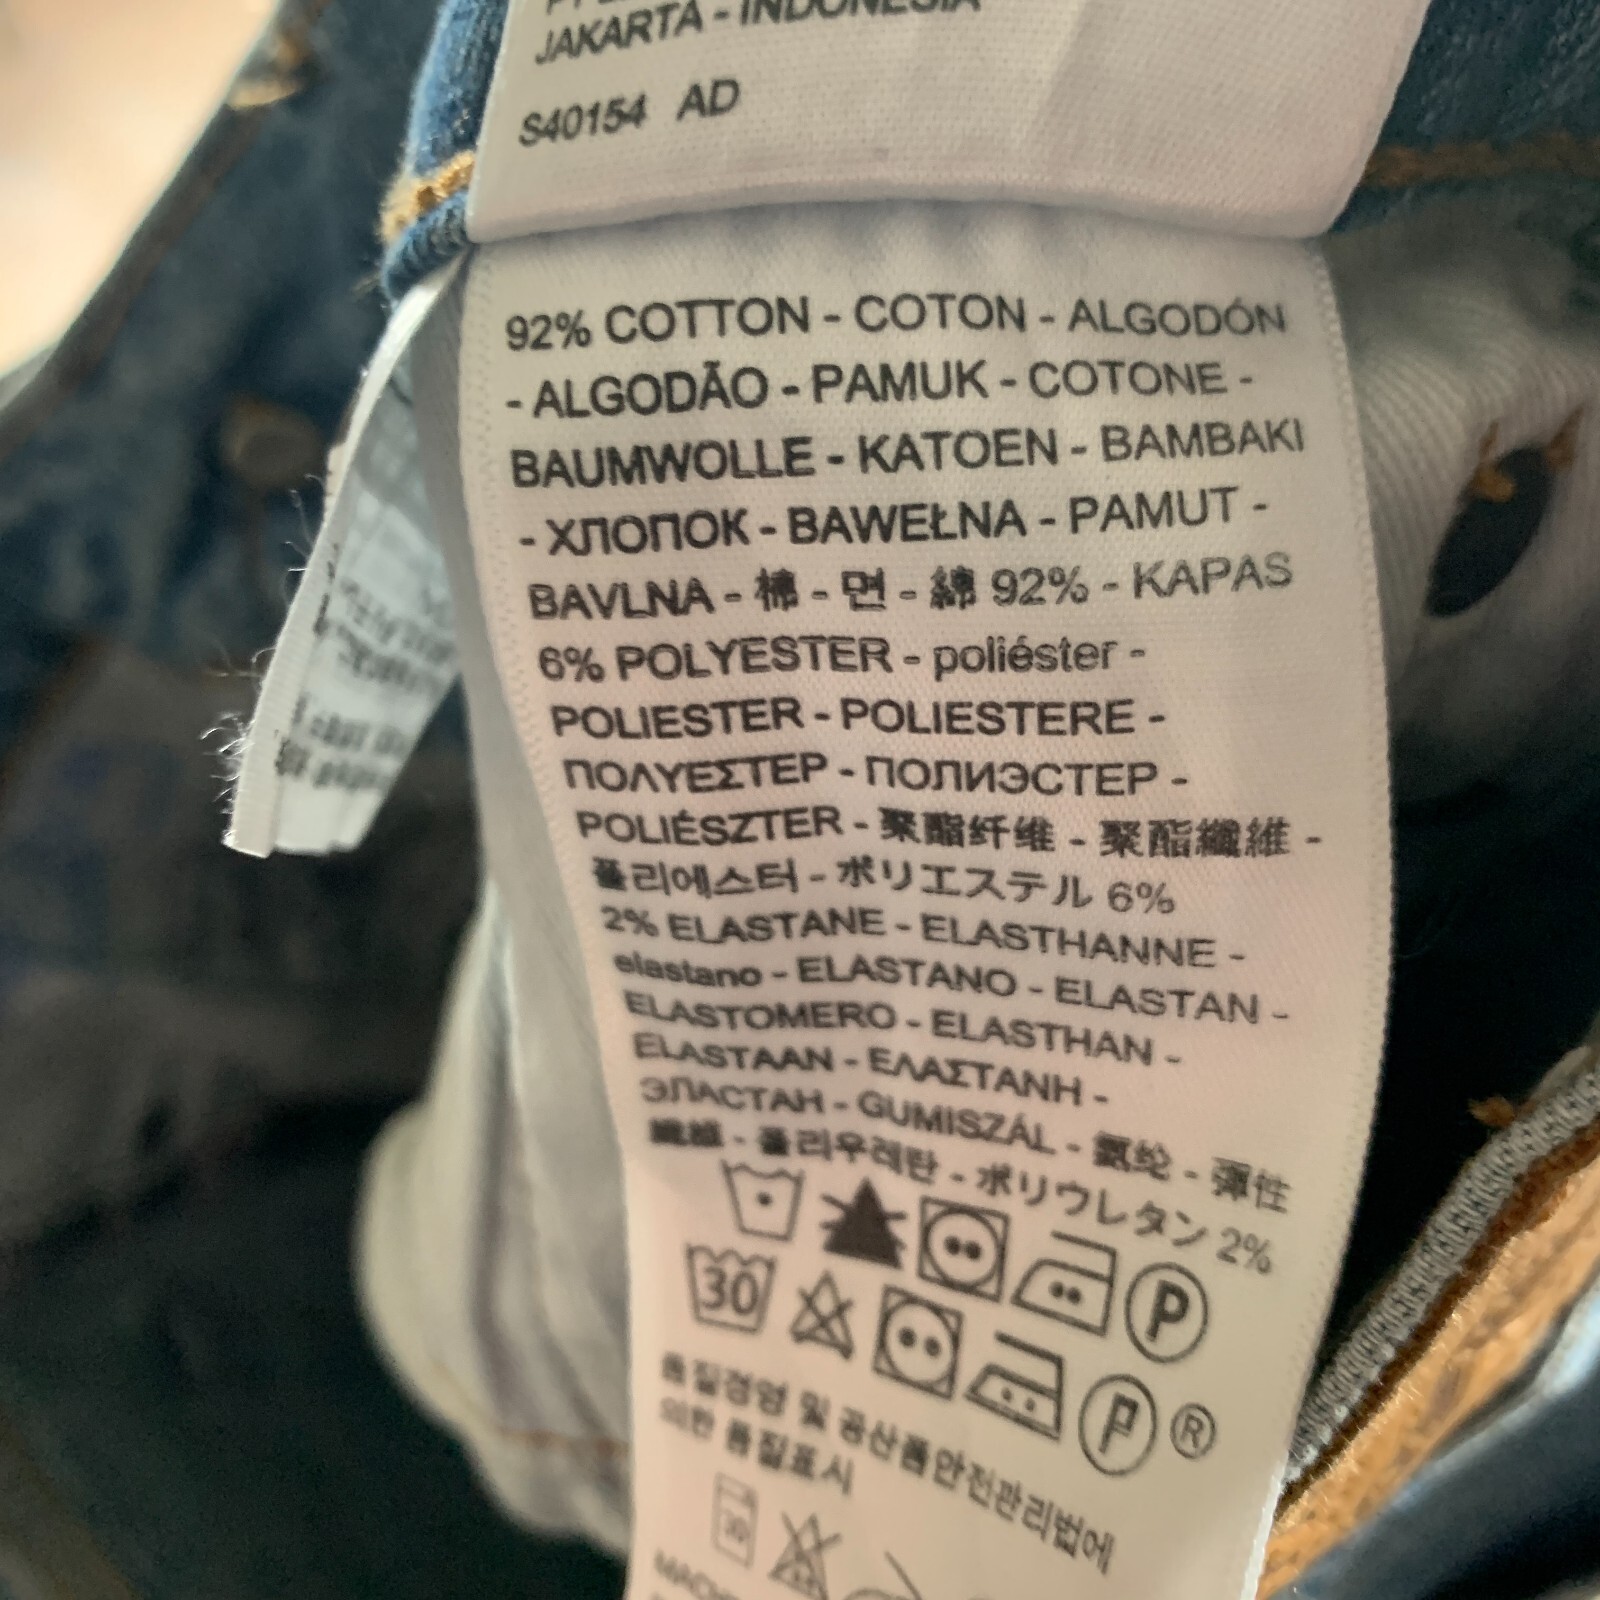 JAKARTA - INDONESIA
S40154 AD
92% COTTON - COTON - ALGODÓN
- ALGODÃO - PAMUK - COTONE -
BAUMWOLLE - KATOEN - BAMBAKI
- ХЛОПОК - BAWEŁNA - PAMUT -
BAVLNA - 棉 - 면 - 綿 92% - KAPAS
6% POLYESTER - poliéster -
POLIESTER - POLIESTERE -
ΠΟΛΥΕΣΤΕΡ - ПОЛИЭСТЕР -
POLIÉSZTER - 聚酯纤维 - 聚酯纖維 -
폴리에스터 - ポリエステル 6%
2% ELASTANE - ELASTHANNE -
elastano - ELASTANO - ELASTAN -
ELASTOMERO - ELASTHAN -
ELASTAAN - ΕΛΑΣΤΑΝΗ -
ЭЛАСТАН - GUMISZÁL - 氨纶 - 彈性
纖維 - 폴리우레탄 - ポリウレタン 2%
P
30 P ®
품질경영 및 공산품안전관리법에
의한 품질표시